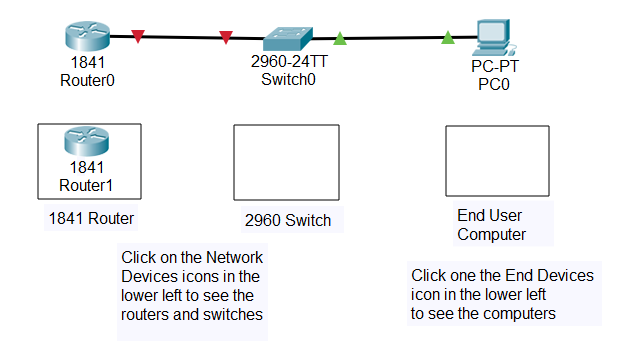 1841
Router0
2960-24TT
Switch0
PC-PT
PC0
1841
Router1
1841 Router
2960 Switch
End User
Computer
Click on the Network
Devices icons in the
lower left to see the
routers and switches
Click one the End Devices
icon in the lower left
to see the computers